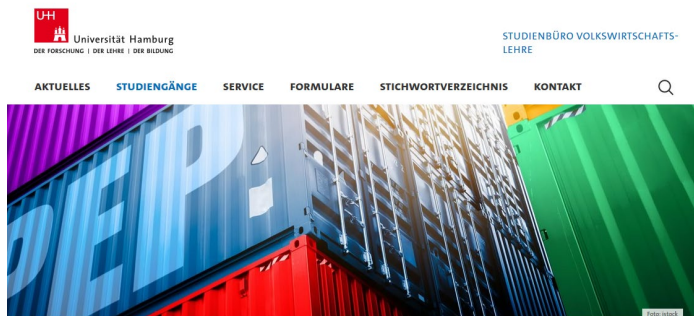 UH
Universität Hamburg
DER FORSCHUNG | DER LEHRE | DER BILDUNG
STUDIENBÜRO VOLKSWIRTSCHAFTS-
LEHRE
AKTUELLES STUDIENGÄNGE SERVICE FORMULARE STICHWORTVERZEICHNIS KONTAKT
DEP.
Foto: istock